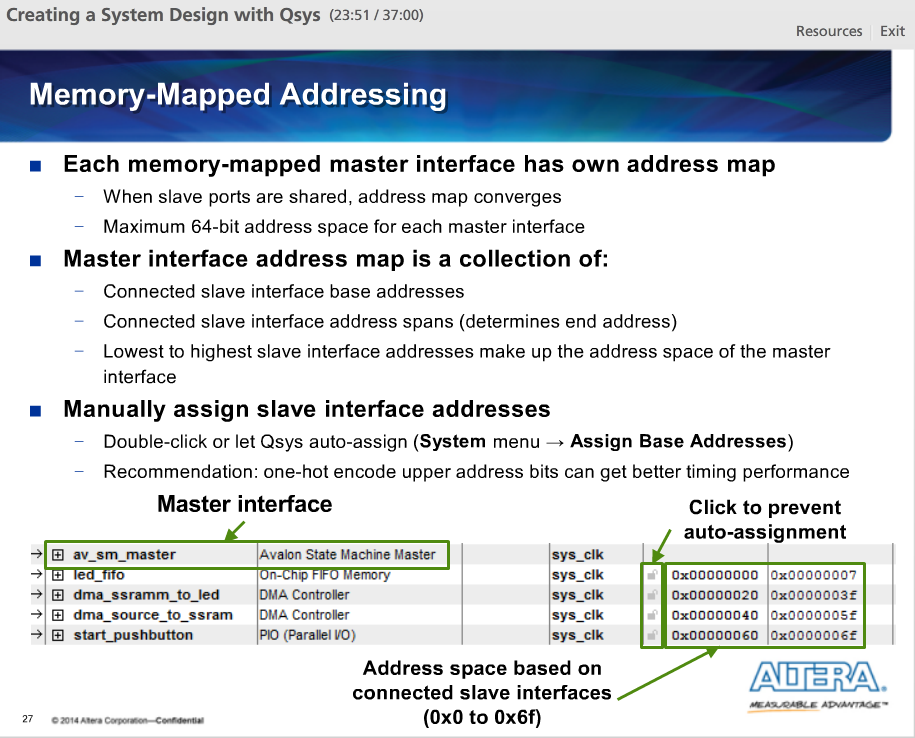 Creating a System Design with Qsys (23:51 / 37:00)
Resources Exit
Memory-Mapped Addressing
■ Each memory-mapped master interface has own address map
– When slave ports are shared, address map converges
– Maximum 64-bit address space for each master interface
■ Master interface address map is a collection of:
– Connected slave interface base addresses
– Connected slave interface address spans (determines end address)
– Lowest to highest slave interface addresses make up the address space of the master
interface
■ Manually assign slave interface addresses
– Double-click or let Qsys auto-assign (System menu → Assign Base Addresses)
– Recommendation: one-hot encode upper address bits can get better timing performance
Master interface
Click to prevent
auto-assignment
av_sm_master Avalon State Machine Master sys_clk
led_fifo On-Chip FIFO Memory sys_clk 0x00000000 0x00000007
dma_ssramm_to_led DMA Controller sys_clk 0x00000020 0x0000003f
dma_source_to_ssram DMA Controller sys_clk 0x00000040 0x0000005f
start_pushbutton PIO (Parallel I/O) sys_clk 0x00000060 0x0000006f
Address space based on
connected slave interfaces
(0x0 to 0x6f)
ALTERA.
MEASURABLE ADVANTAGE™
27 © 2014 Altera Corporation—Confidential